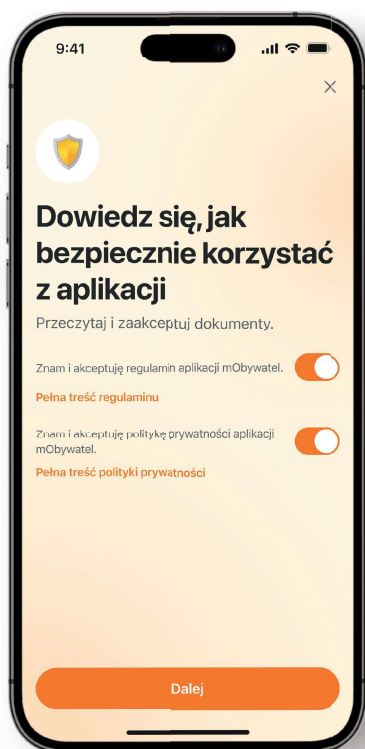 9:41
Dowiedz się, jak
bezpiecznie korzystać
z aplikacji
Przeczytaj i zaakceptuj dokumenty.
Znam i akceptuję regulamin aplikacji mObywatel.
Pełna treść regulaminu
Znam i akceptuję politykę prywatności aplikacji
mObywatel.
Pełna treść polityki prywatności
Dalej